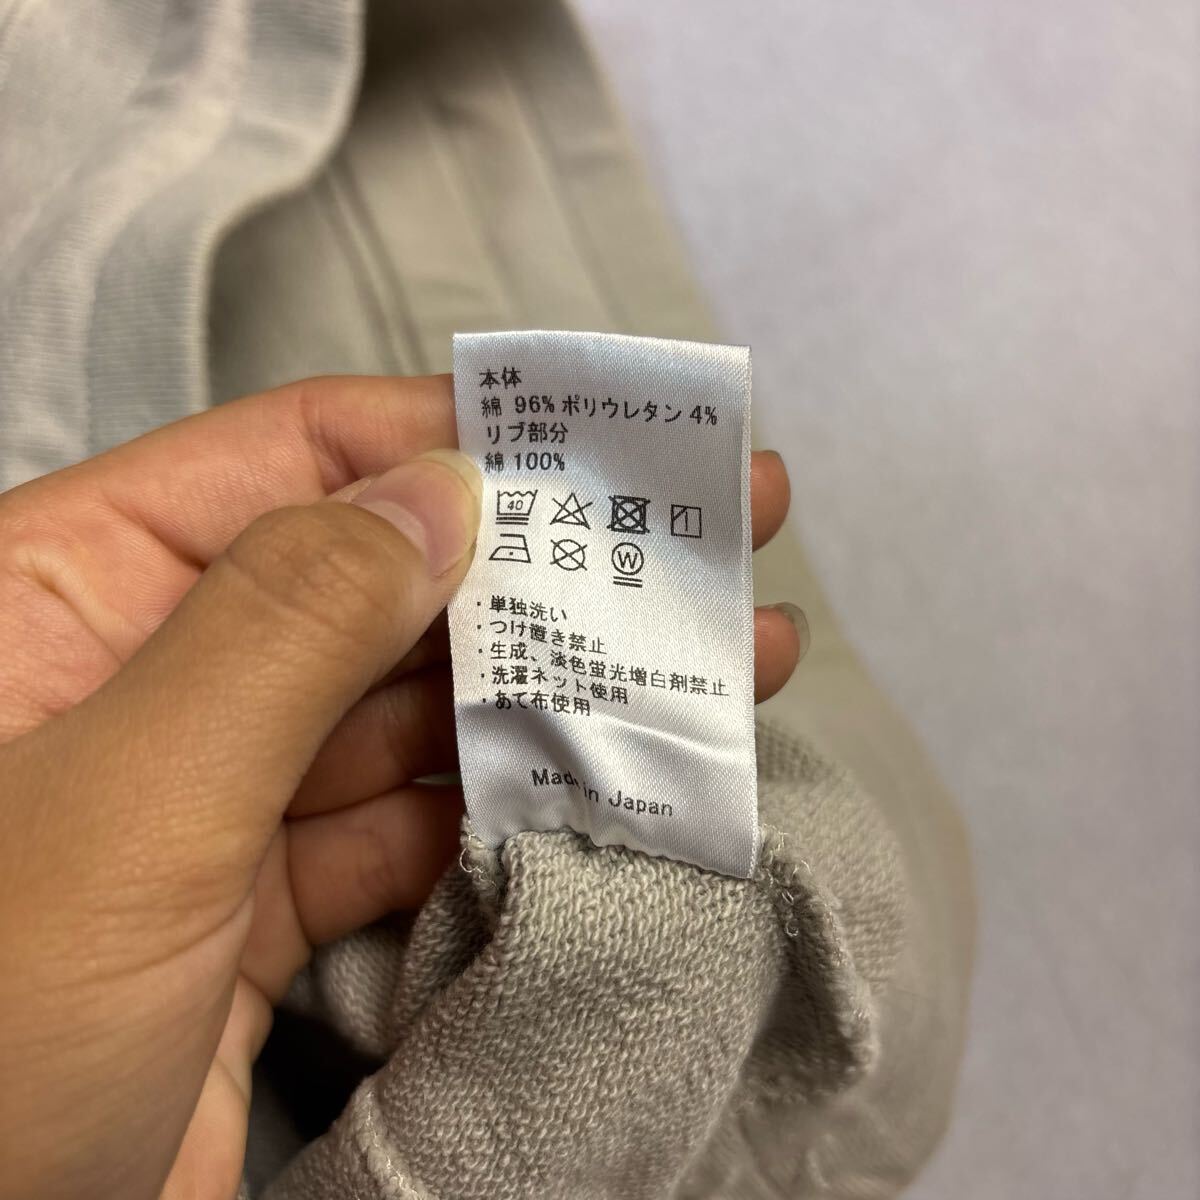 本体
綿 96% ポリウレタン 4%
リブ部分
綿 100%
40
W
・単独洗い
・つけ置き禁止
・生成、淡色蛍光増白剤禁止
・洗濯ネット使用
・あて布使用
Made in Japan